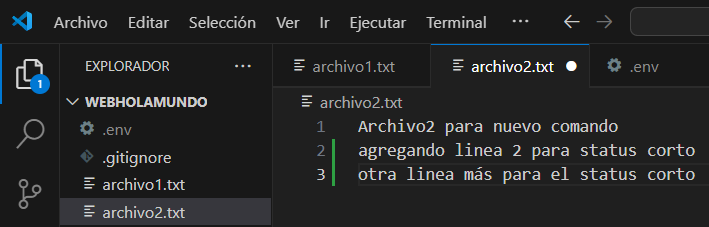 Archivo Editar Selección Ver Ir Ejecutar Terminal ...
EXPLORADOR ...
archivo1.txt archivo2.txt .env
1
WEBHOLAMUNDO
archivo2.txt
.env
1 Archivo2 para nuevo comando
.gitignore
2 agregando linea 2 para status corto
archivo1.txt
3 otra linea más para el status corto
archivo2.txt